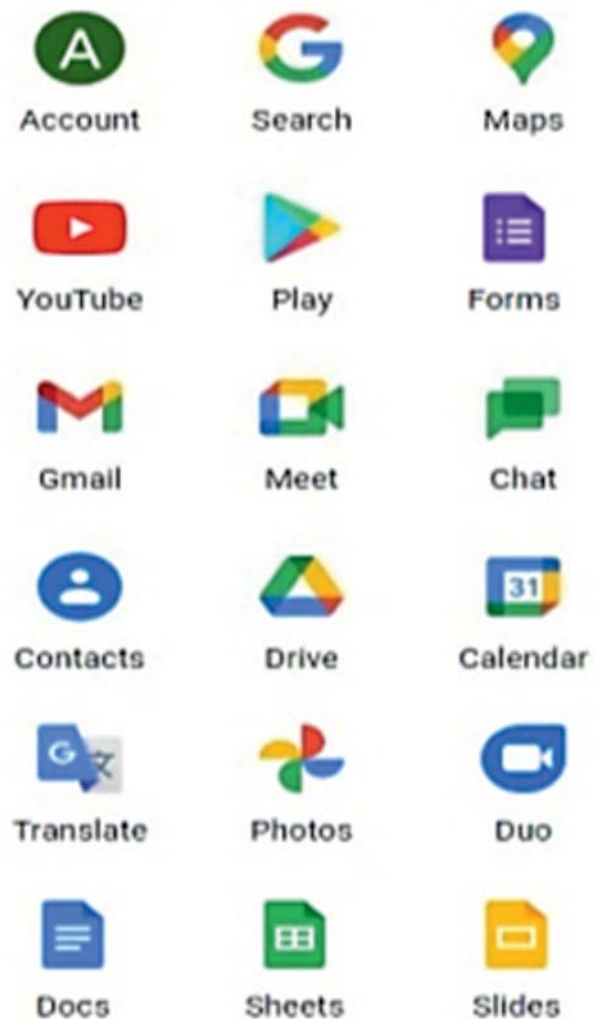 A
G
Account Search Maps
YouTube Play Forms
Gmail Meet Chat
31
Contacts Drive Calendar
G 文
Translate Photos Duo
Docs Sheets Slides